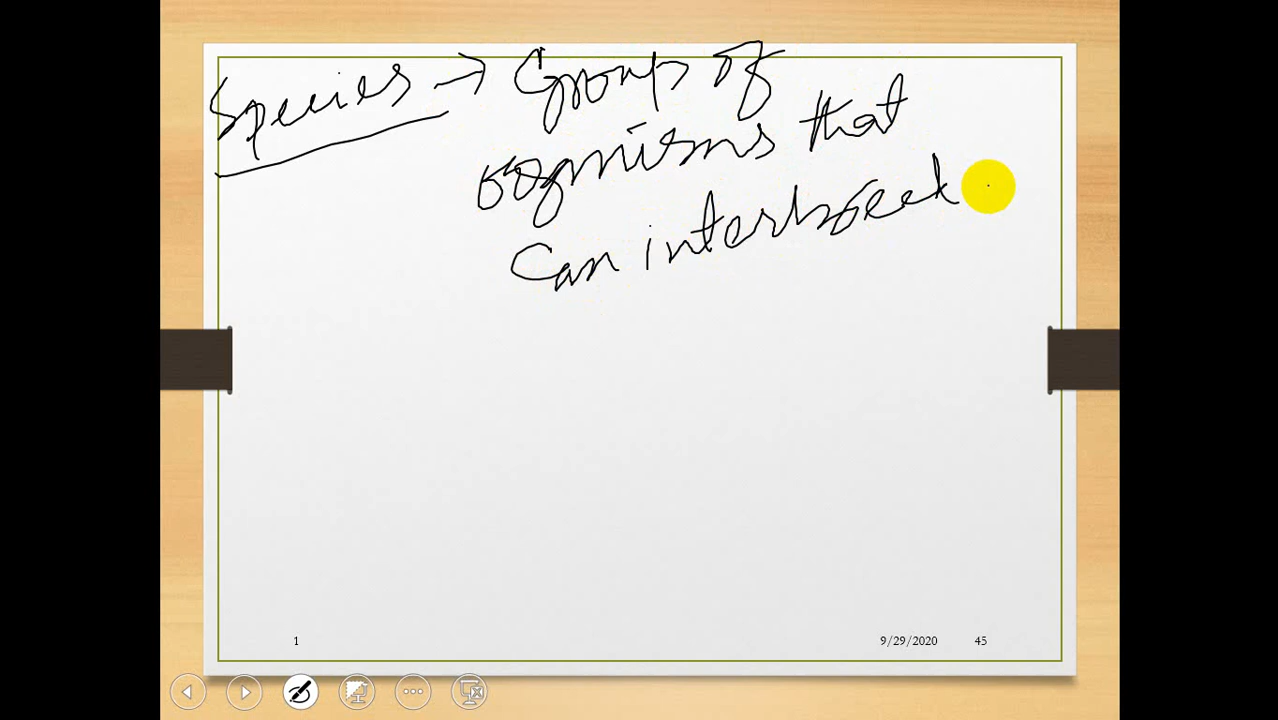 Species → Groups of
organisms that
Can interbreed
1
9/29/2020
45